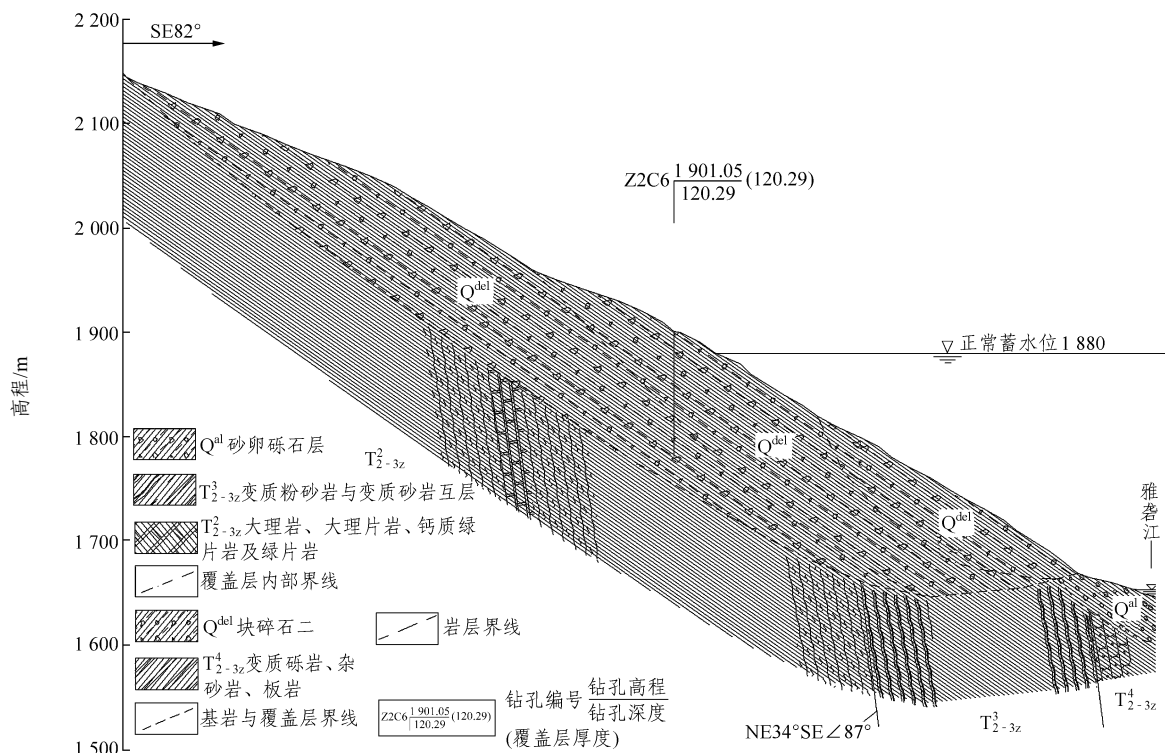 2 200
SE82°
2 100
Z2C6 1 901.05/120.29 (120.29)
2 000
Q^del
1 900
正常蓄水位1 880
高程/m
1 800
Q^al 砂卵砾石层
T²₂₋₃z
Q^del
T³₂₋₃z 变质粉砂岩与变质砂岩互层
雅砻江
T²₂₋₃z 大理岩、大理片岩、钙质绿
片岩及绿片岩
1 700
Q^del
覆盖层内部界线
Q^al
Q^del 块碎石二
岩层界线
1 600
T⁴₂₋₃z 变质砾岩、杂
砂岩、板岩
T⁴₂₋₃z
基岩与覆盖层界线
Z2C6 1 901.05/120.29 (120.29)
钻孔编号 钻孔高程/钻孔深度
(覆盖层厚度)
NE34°SE∠87°
T³₂₋₃z
1 500